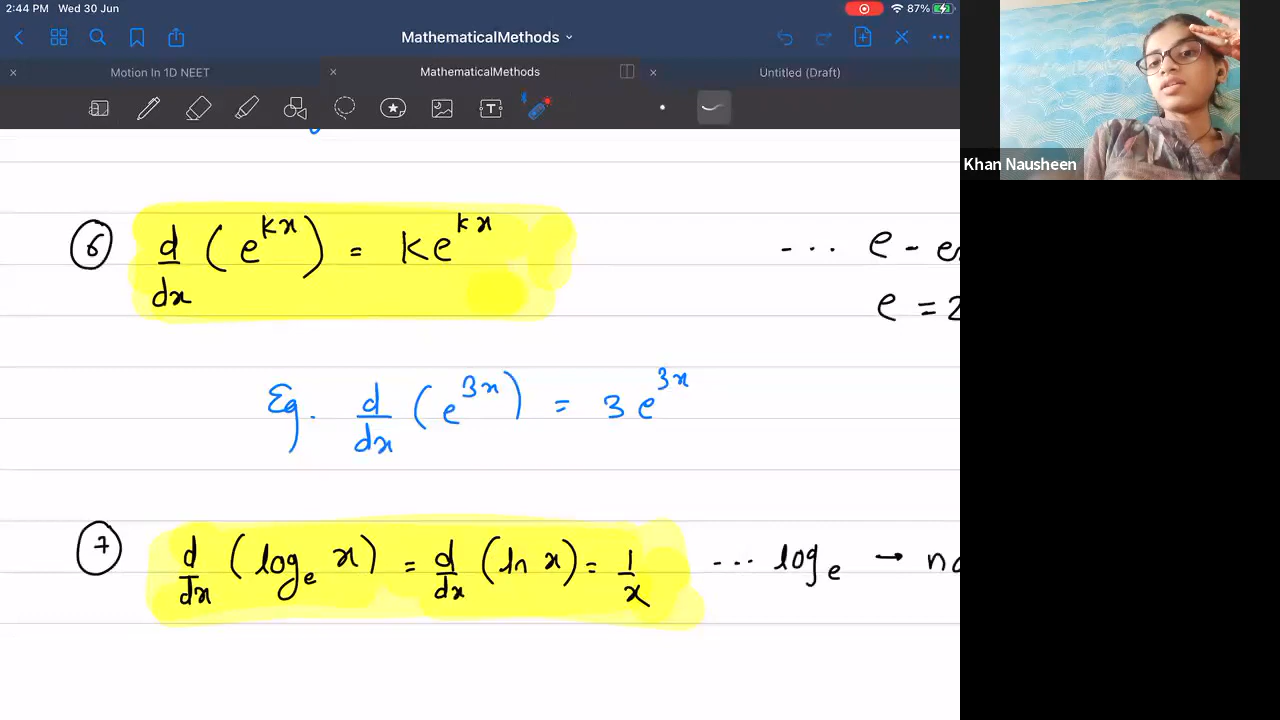 2:44 PM Wed 30 Jun
87%
MathematicalMethods
Motion In 1D NEET
MathematicalMethods
Untitled (Draft)
Khan Nausheen
⑥ d/dx (e^{kx}) = ke^{kx} ... e -
e = 2
Eg. d/dx (e^{3x}) = 3e^{3x}
⑦ d/dx (log_e x) = d/dx (ln x) = 1/x ... log_e →